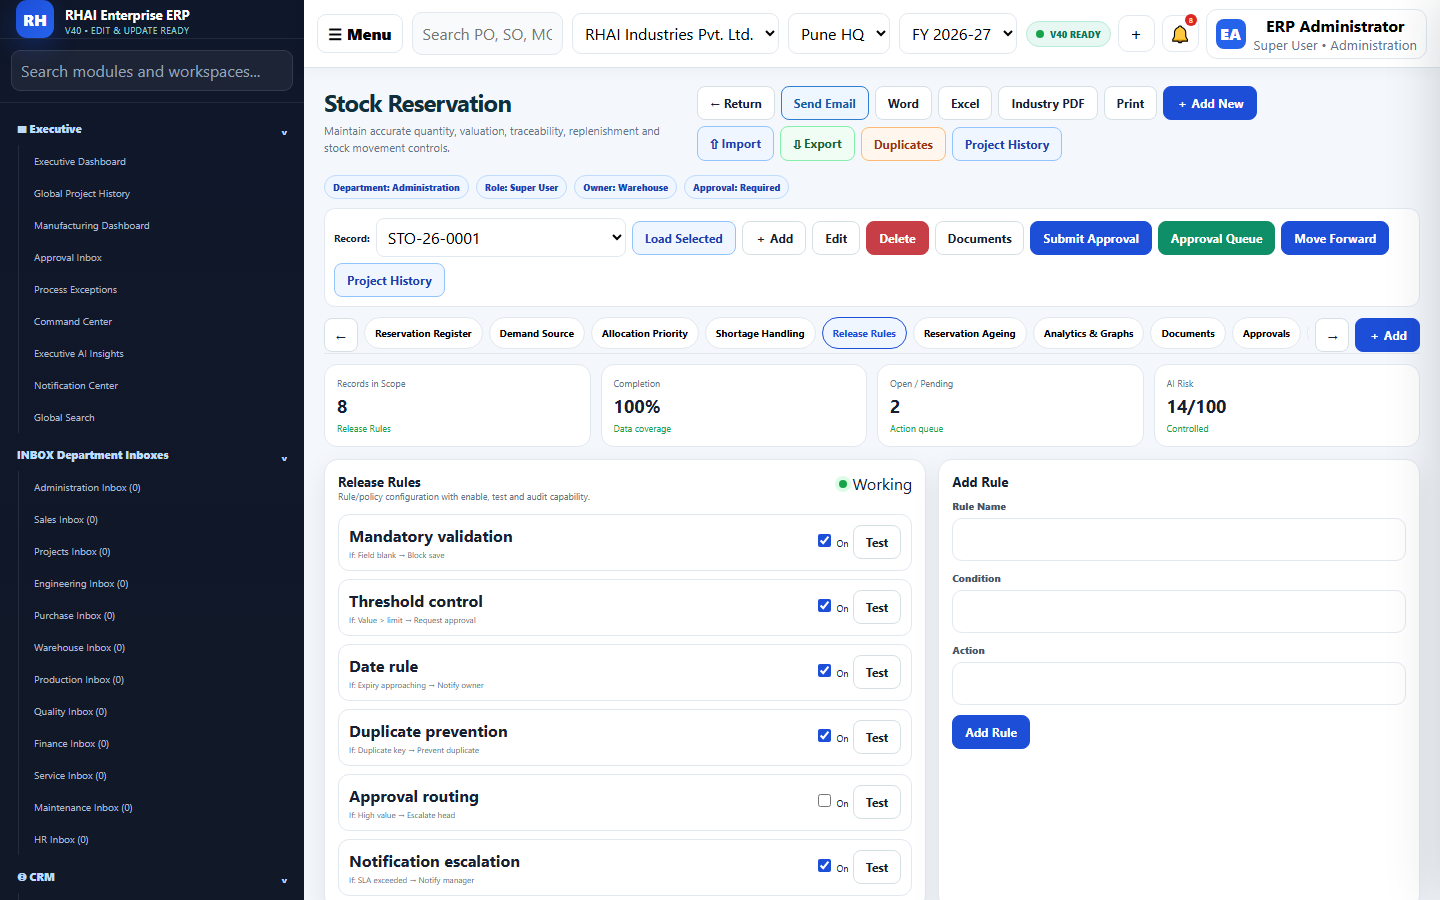 RH
RHAI Enterprise ERP
V40 • EDIT & UPDATE READY
Search modules and workspaces...
Executive
Executive Dashboard
Global Project History
Manufacturing Dashboard
Approval Inbox
Process Exceptions
Command Center
Executive AI Insights
Notification Center
Global Search
INBOX Department Inboxes
Administration Inbox (0)
Sales Inbox (0)
Projects Inbox (0)
Engineering Inbox (0)
Purchase Inbox (0)
Warehouse Inbox (0)
Production Inbox (0)
Quality Inbox (0)
Finance Inbox (0)
Service Inbox (0)
Maintenance Inbox (0)
HR Inbox (0)
CRM
☰ Menu
Search PO, SO, MO
RHAI Industries Pvt. Ltd.
Pune HQ
FY 2026-27
V40 READY
+
8
EA
ERP Administrator
Super User • Administration
Stock Reservation
Maintain accurate quantity, valuation, traceability, replenishment and
stock movement controls.
← Return
Send Email
Word
Excel
Industry PDF
Print
+ Add New
⇧ Import
⇩ Export
Duplicates
Project History
Department: Administration
Role: Super User
Owner: Warehouse
Approval: Required
Record:
STO-26-0001
Load Selected
+ Add
Edit
Delete
Documents
Submit Approval
Approval Queue
Move Forward
Project History
←
Reservation Register
Demand Source
Allocation Priority
Shortage Handling
Release Rules
Reservation Ageing
Analytics & Graphs
Documents
Approvals
→
+ Add
Records in Scope
8
Release Rules
Completion
100%
Data coverage
Open / Pending
2
Action queue
AI Risk
14/100
Controlled
Release Rules
Rule/policy configuration with enable, test and audit capability.
Working
Mandatory validation
If: Field blank → Block save
On
Test
Threshold control
If: Value > limit → Request approval
On
Test
Date rule
If: Expiry approaching → Notify owner
On
Test
Duplicate prevention
If: Duplicate key → Prevent duplicate
On
Test
Approval routing
If: High value → Escalate head
On
Test
Notification escalation
If: SLA exceeded → Notify manager
On
Test
Add Rule
Rule Name
Condition
Action
Add Rule